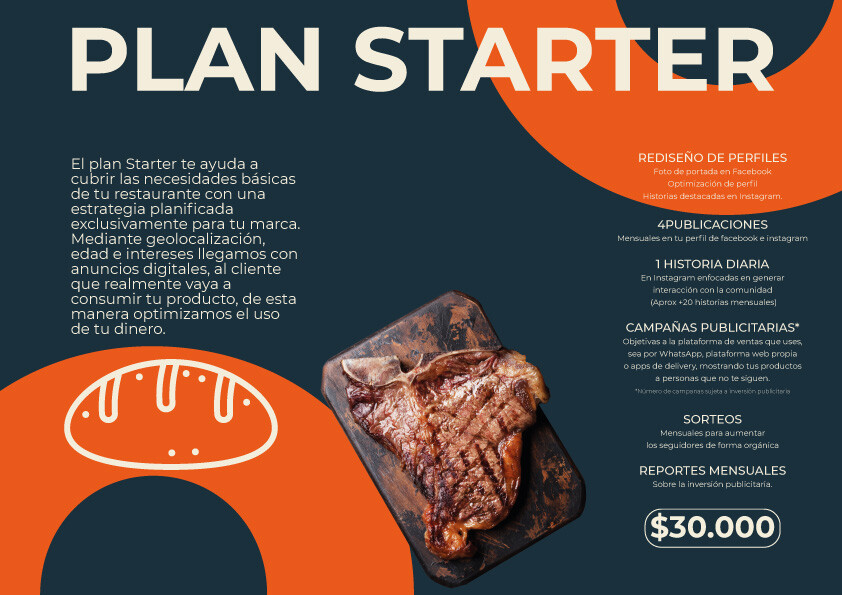 PLAN STARTER
El plan Starter te ayuda a
cubrir las necesidades básicas
de tu restaurante con una
estrategia planificada
exclusivamente para tu marca.
Mediante geolocalización,
edad e intereses llegamos con
anuncios digitales, al cliente
que realmente vaya a
consumir tu producto, de esta
manera optimizamos el uso
de tu dinero.
REDISEÑO DE PERFILES
Foto de portada en Facebook
Optimización de perfil
Historias destacadas en Instagram.
4PUBLICACIONES
Mensuales en tu perfil de facebook e instagram
1 HISTORIA DIARIA
En Instagram enfocadas en generar
interacción con la comunidad
(Aprox +20 historias mensuales)
CAMPAÑAS PUBLICITARIAS*
Objetivas a la plataforma de ventas que uses,
sea por WhatsApp, plataforma web propia
o apps de delivery, mostrando tus productos
a personas que no te siguen.
*Número de campanas sujeta a inversión publicitaria
SORTEOS
Mensuales para aumentar
los seguidores de forma orgánica
REPORTES MENSUALES
Sobre la inversión publicitaria.
$30.000